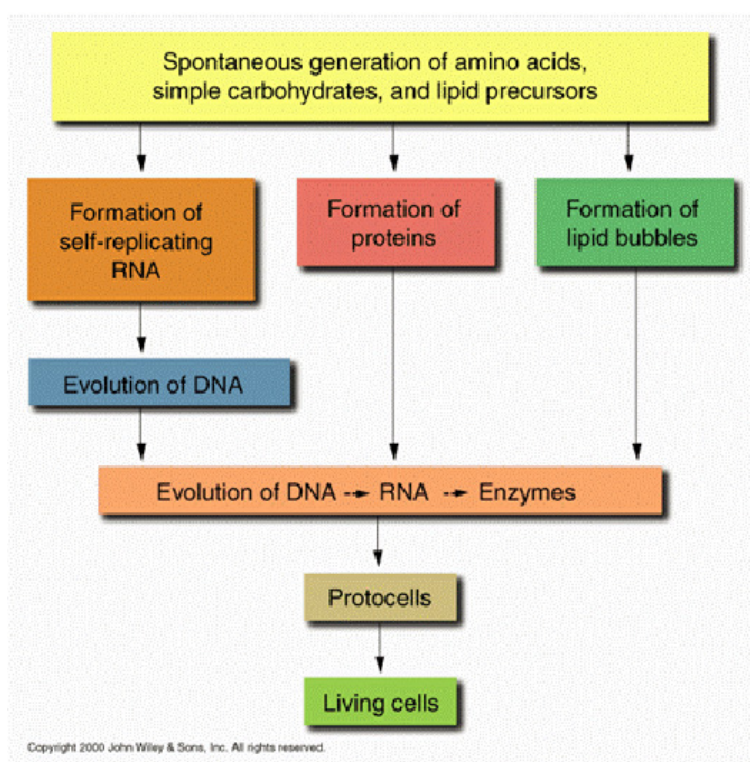 Spontaneous generation of amino acids,
simple carbohydrates, and lipid precursors
Formation of
self-replicating
RNA
Formation of
proteins
Formation of
lipid bubbles
Evolution of DNA
Evolution of DNA → RNA → Enzymes
Protocells
Living cells
Copyright 2000 John Wiley & Sons, Inc. All rights reserved.